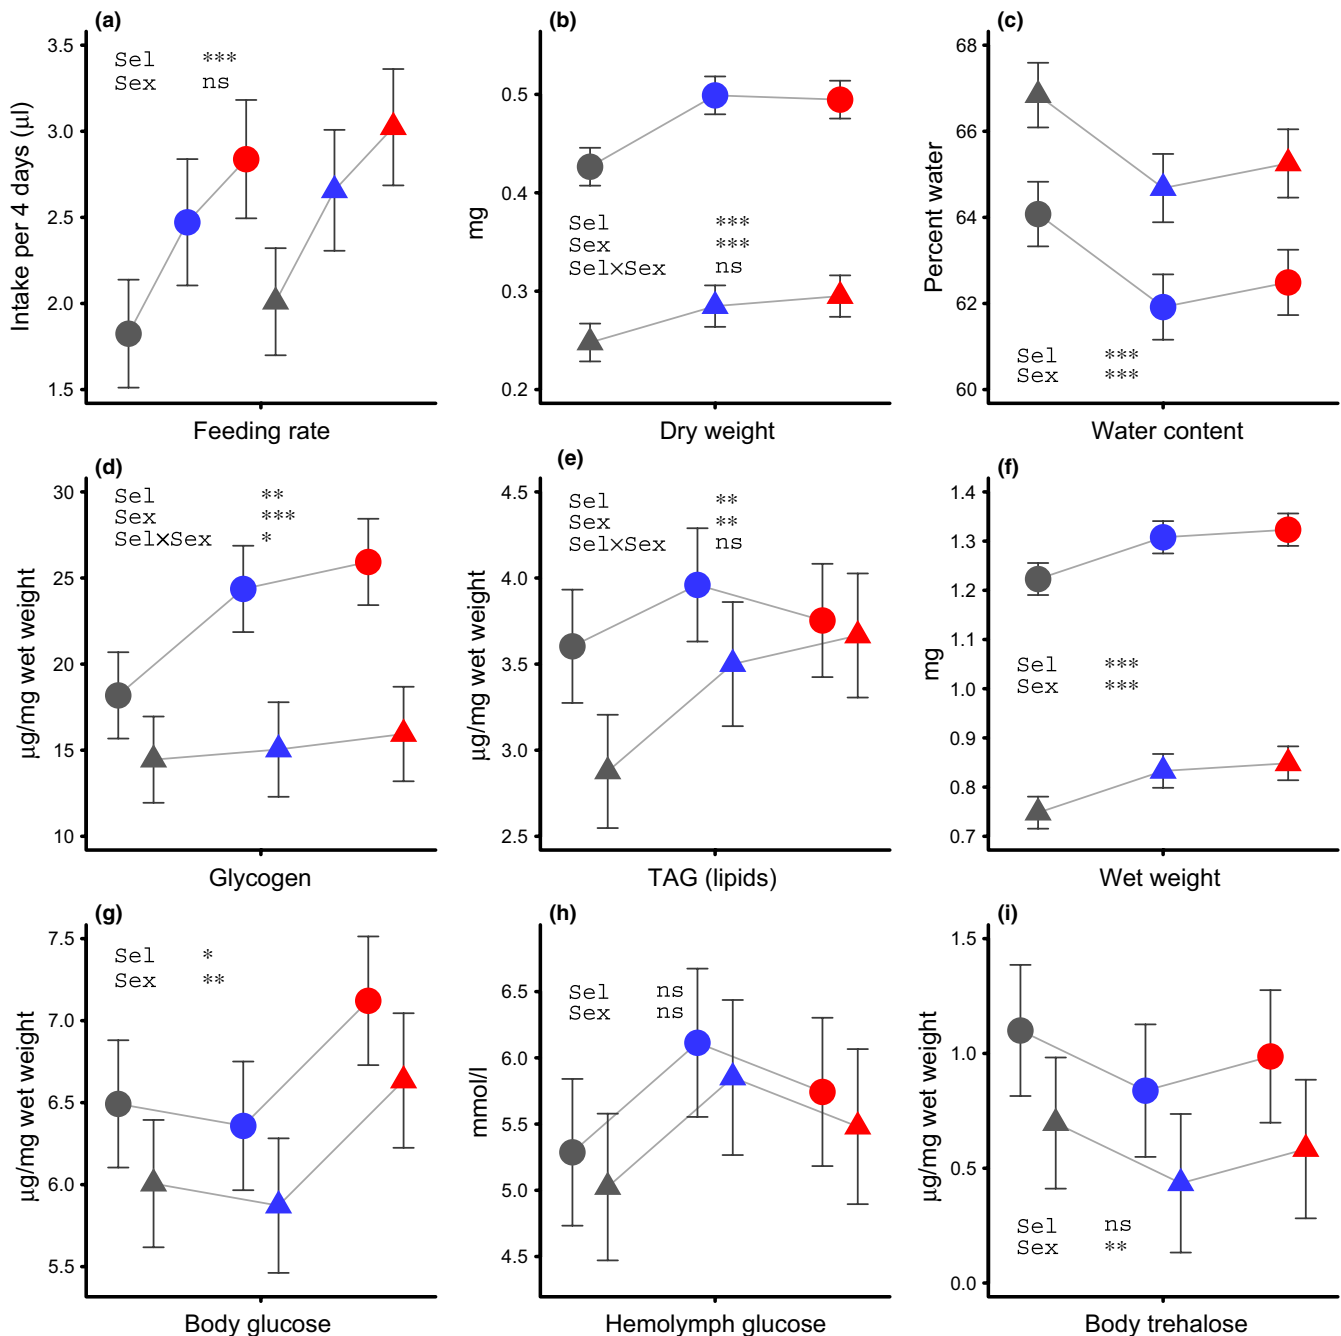 (a)
Intake per 4 days (µl)
3.5
3.0
2.5
2.0
1.5
Sel ***
Sex ns
Feeding rate
(b)
mg
0.5
0.4
0.3
0.2
Sel ***
Sex ***
Sel×Sex ns
Dry weight
(c)
Percent water
68
66
64
62
60
Sel ***
Sex ***
Water content
(d)
µg/mg wet weight
30
25
20
15
10
Sel **
Sex ***
Sel×Sex *
Glycogen
(e)
µg/mg wet weight
4.5
4.0
3.5
3.0
2.5
Sel **
Sex **
Sel×Sex ns
TAG (lipids)
(f)
mg
1.4
1.3
1.2
1.1
1.0
0.9
0.8
0.7
Sel ***
Sex ***
Wet weight
(g)
µg/mg wet weight
7.5
7.0
6.5
6.0
5.5
Sel *
Sex **
Body glucose
(h)
mmol/l
6.5
6.0
5.5
5.0
4.5
Sel ns
Sex ns
Hemolymph glucose
(i)
µg/mg wet weight
1.5
1.0
0.5
0.0
Sel ns
Sex **
Body trehalose